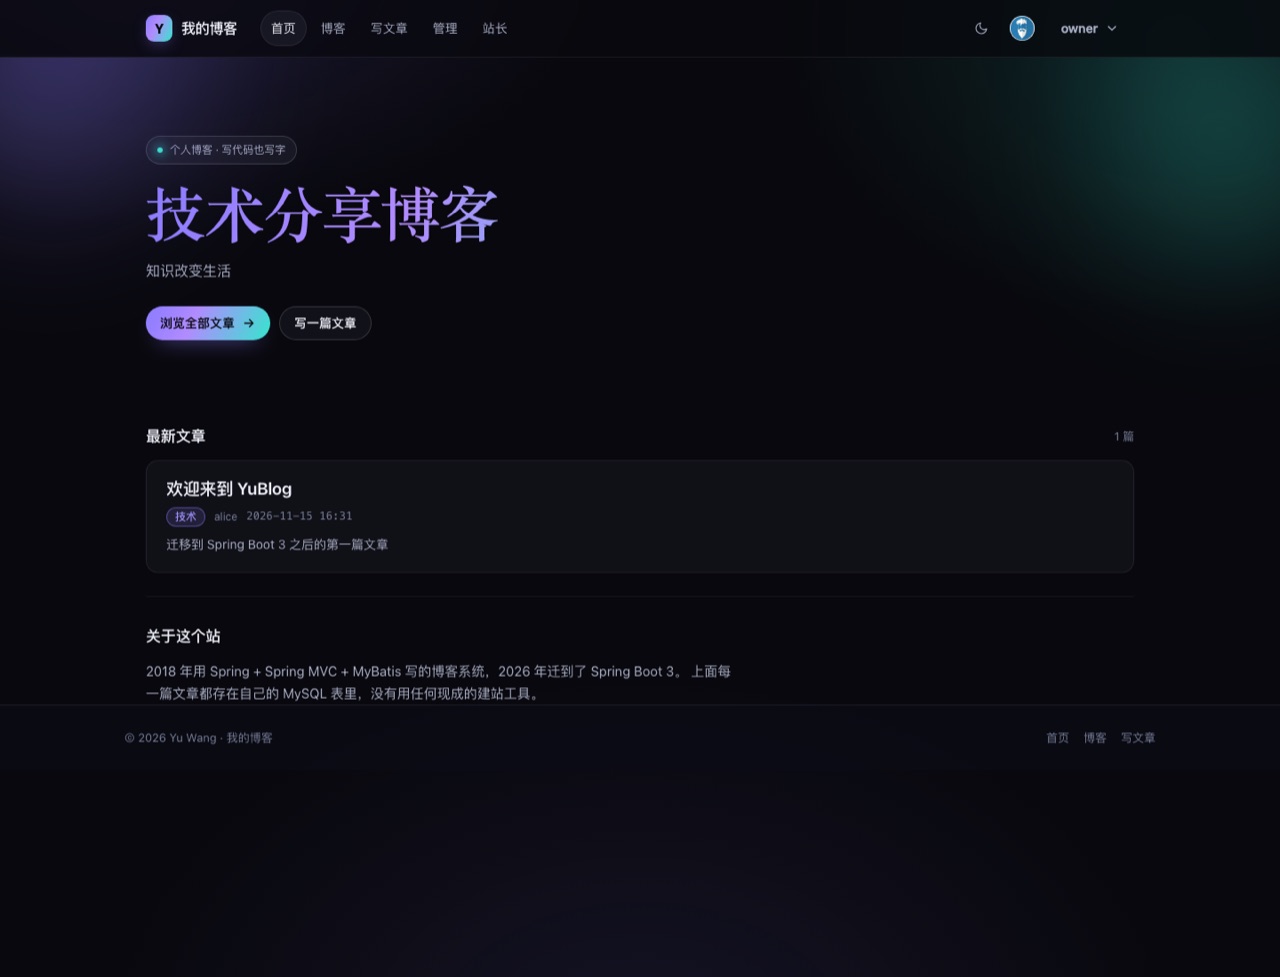 Y 我的博客 首页 博客 写文章 管理 站长 owner
个人博客 · 写代码也写字
技术分享博客
知识改变生活
浏览全部文章 → 写一篇文章
最新文章 1 篇
欢迎来到 YuBlog
技术 alice 2026-11-15 16:31
迁移到 Spring Boot 3 之后的第一篇文章
关于这个站
2018 年用 Spring + Spring MVC + MyBatis 写的博客系统，2026 年迁到了 Spring Boot 3。 上面每
一篇文章都存在自己的 MySQL 表里，没有用任何现成的建站工具。
© 2026 Yu Wang · 我的博客 首页 博客 写文章